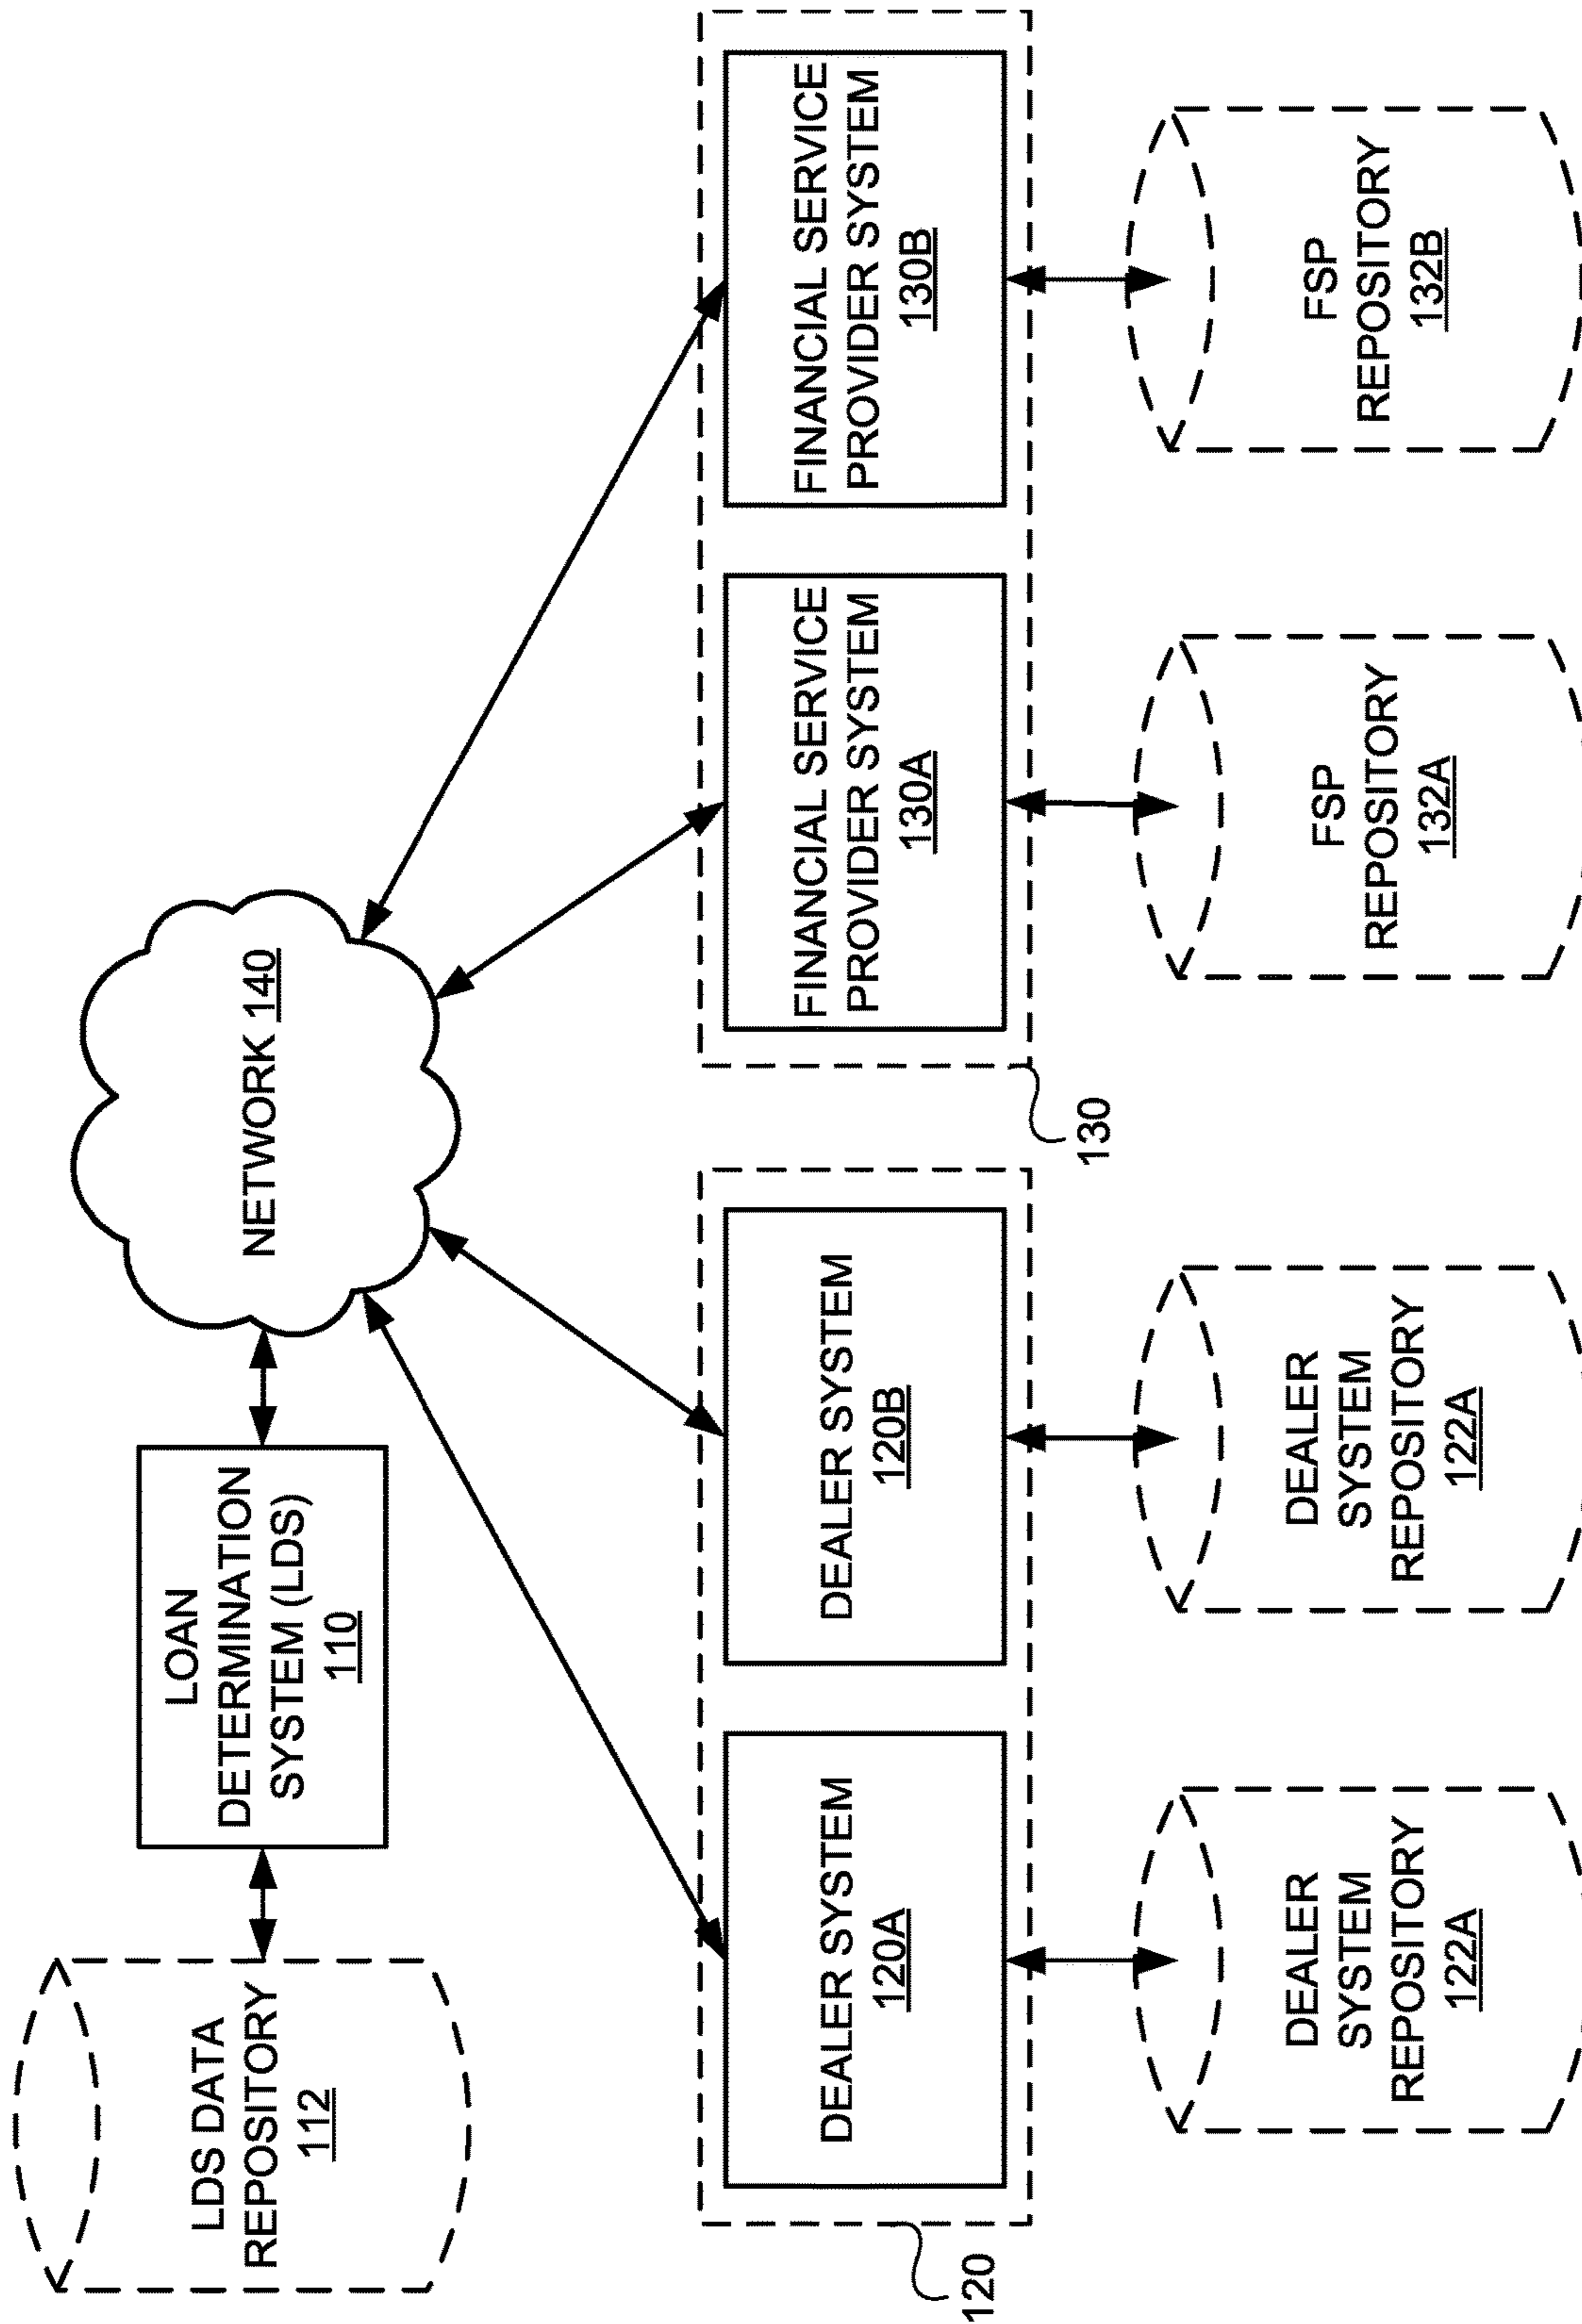 LDS DATA
REPOSITORY
112
LOAN
DETERMINATION
SYSTEM (LDS)
110
NETWORK 140
DEALER SYSTEM
120A
DEALER SYSTEM
120B
FINANCIAL SERVICE
PROVIDER SYSTEM
130A
FINANCIAL SERVICE
PROVIDER SYSTEM
130B
120
130
DEALER
SYSTEM
REPOSITORY
122A
DEALER
SYSTEM
REPOSITORY
122A
FSP
REPOSITORY
132A
FSP
REPOSITORY
132B